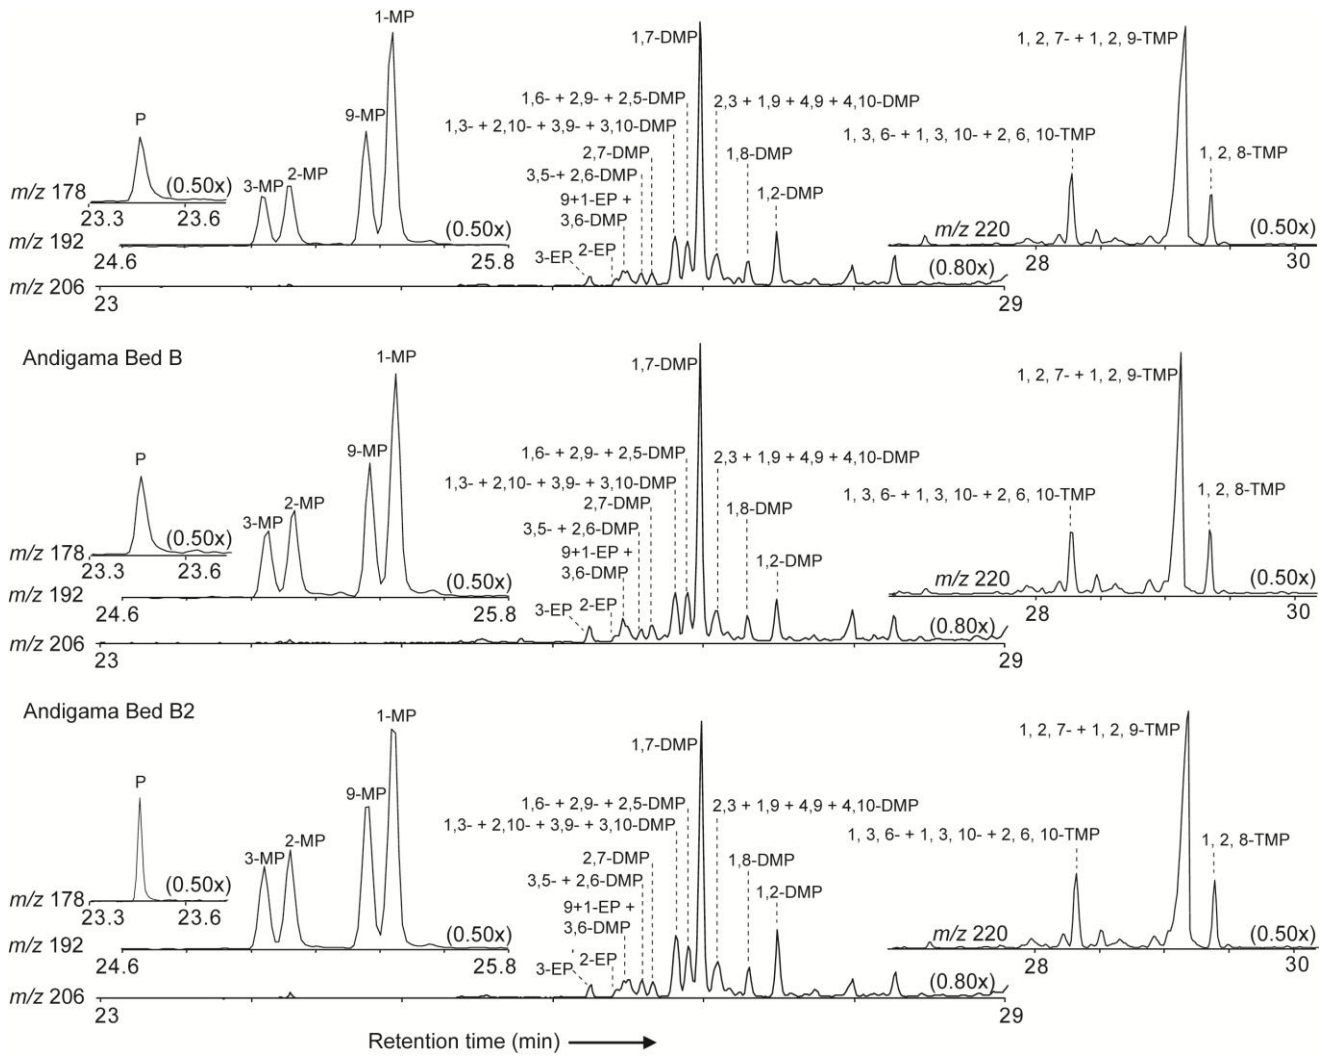 1-MP
1,7-DMP
1, 2, 7- + 1, 2, 9-TMP
P
9-MP
1,6- + 2,9- + 2,5-DMP
2,3 + 1,9 + 4,9 + 4,10-DMP
1,3- + 2,10- + 3,9- + 3,10-DMP
1, 3, 6- + 1, 3, 10- + 2, 6, 10-TMP
2,7-DMP
1,8-DMP
1, 2, 8-TMP
3-MP
2-MP
3,5- + 2,6-DMP
m/z 178
(0.50x)
9+1-EP +
3,6-DMP
1,2-DMP
23.3
23.6
m/z 192
(0.50x)
2-EP
m/z 220
(0.50x)
24.6
25.8
3-EP
28
30
m/z 206
(0.80x)
23
29
Andigama Bed B
1-MP
1,7-DMP
1, 2, 7- + 1, 2, 9-TMP
P
9-MP
1,6- + 2,9- + 2,5-DMP
2,3 + 1,9 + 4,9 + 4,10-DMP
1,3- + 2,10- + 3,9- + 3,10-DMP
1, 3, 6- + 1, 3, 10- + 2, 6, 10-TMP
2,7-DMP
1,8-DMP
1, 2, 8-TMP
3-MP
2-MP
3,5- + 2,6-DMP
m/z 178
(0.50x)
9+1-EP +
3,6-DMP
1,2-DMP
23.3
23.6
m/z 192
(0.50x)
m/z 220
(0.50x)
24.6
25.8
3-EP
2-EP
28
30
m/z 206
(0.80x)
23
29
Andigama Bed B2
1-MP
1,7-DMP
1, 2, 7- + 1, 2, 9-TMP
P
9-MP
1,6- + 2,9- + 2,5-DMP
2,3 + 1,9 + 4,9 + 4,10-DMP
1,3- + 2,10- + 3,9- + 3,10-DMP
1, 3, 6- + 1, 3, 10- + 2, 6, 10-TMP
2,7-DMP
1,8-DMP
1, 2, 8-TMP
3-MP
2-MP
3,5- + 2,6-DMP
m/z 178
(0.50x)
9+1-EP +
3,6-DMP
1,2-DMP
23.3
23.6
m/z 192
(0.50x)
m/z 220
(0.50x)
24.6
25.8
3-EP
2-EP
28
30
m/z 206
(0.80x)
23
29
Retention time (min)